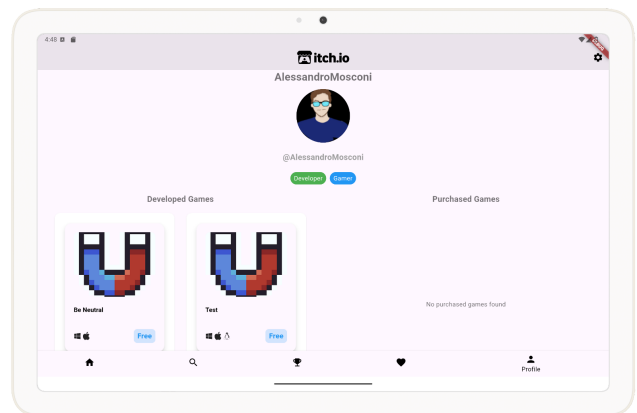 4:48
itch.io
AlessandroMosconi
@AlessandroMosconi
Developer Gamer
Developed Games
Purchased Games
Be Neutral
Free
Test
Free
No purchased games found
Profile